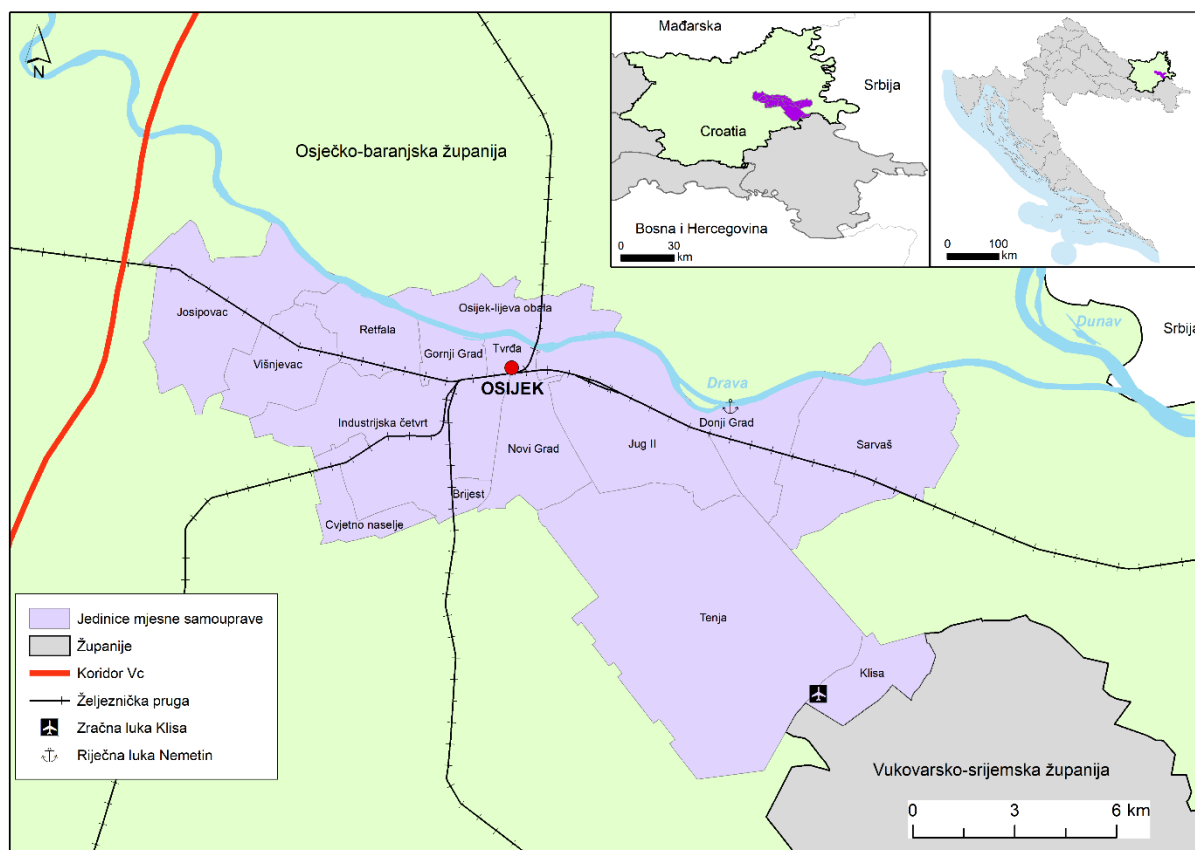 N
Osječko-baranjska županija
Mađarska
Srbija
Croatia
Bosna i Hercegovina
0 30
km
0 100
km
Josipovac
Višnjevac
Retfala
Osijek-lijeva obala
Gornji Grad
Tvrđa
OSIJEK
Industrijska četvrt
Novi Grad
Jug II
Drava
Donji Grad
Sarvaš
Dunav
Srbija
Brijest
Cvjetno naselje
Tenja
Klisa
Jedinice mjesne samouprave
Županije
Koridor Vc
Željeznička pruga
Zračna luka Klisa
Riječna luka Nemetin
Vukovarsko-srijemska županija
0 3 6 km